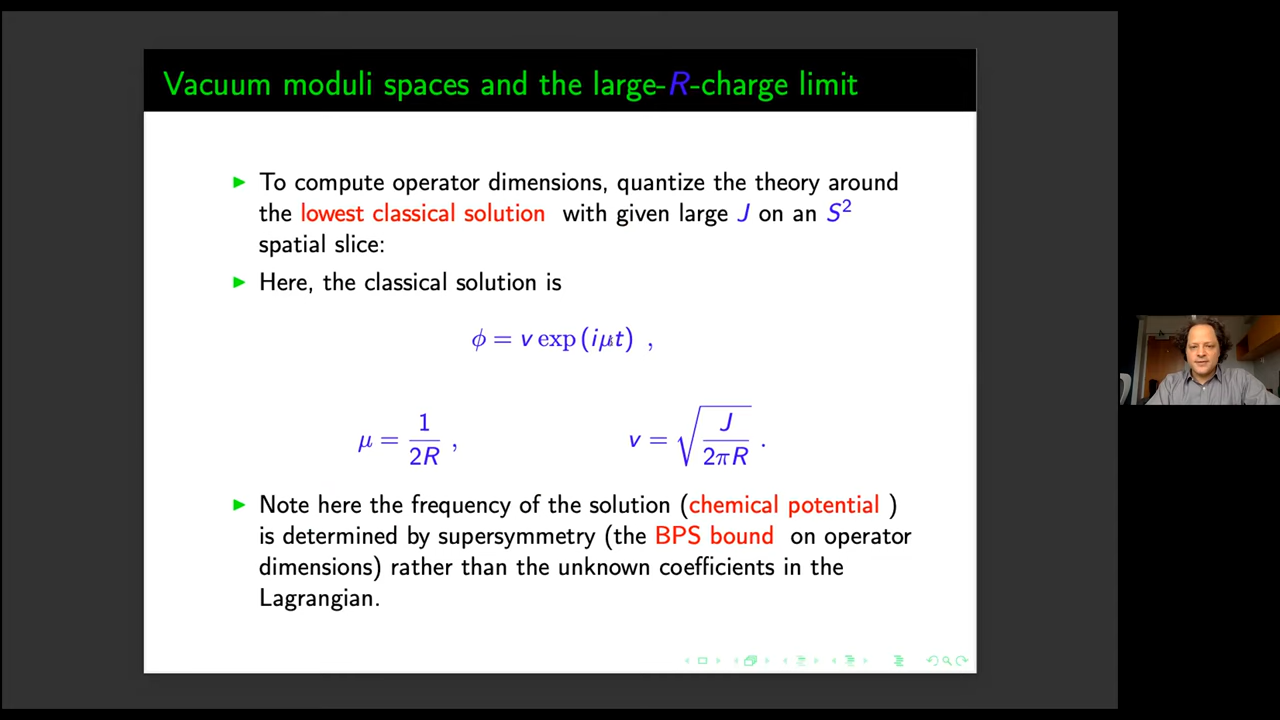 Vacuum moduli spaces and the large-R-charge limit
► To compute operator dimensions, quantize the theory around
the lowest classical solution with given large J on an S²
spatial slice:
► Here, the classical solution is
ϕ = v exp (iμt) ,
μ = 1/2R , v = √(J/2πR) .
► Note here the frequency of the solution (chemical potential )
is determined by supersymmetry (the BPS bound on operator
dimensions) rather than the unknown coefficients in the
Lagrangian.